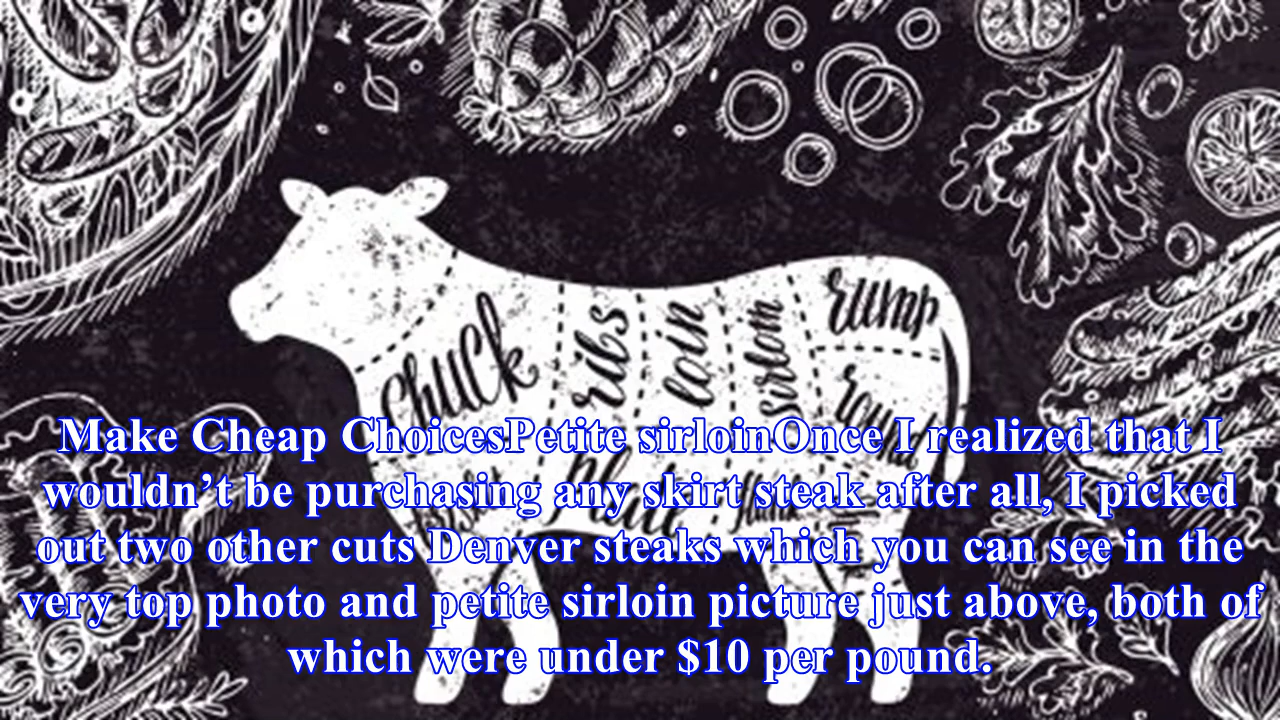 chuck
ribs
loin
sirloin
rump
round
Make Cheap ChoicesPetite sirloinOnce I realized that I
wouldn’t be purchasing any skirt steak after all, I picked
out two other cuts Denver steaks which you can see in the
very top photo and petite sirloin picture just above, both of
which were under $10 per pound.